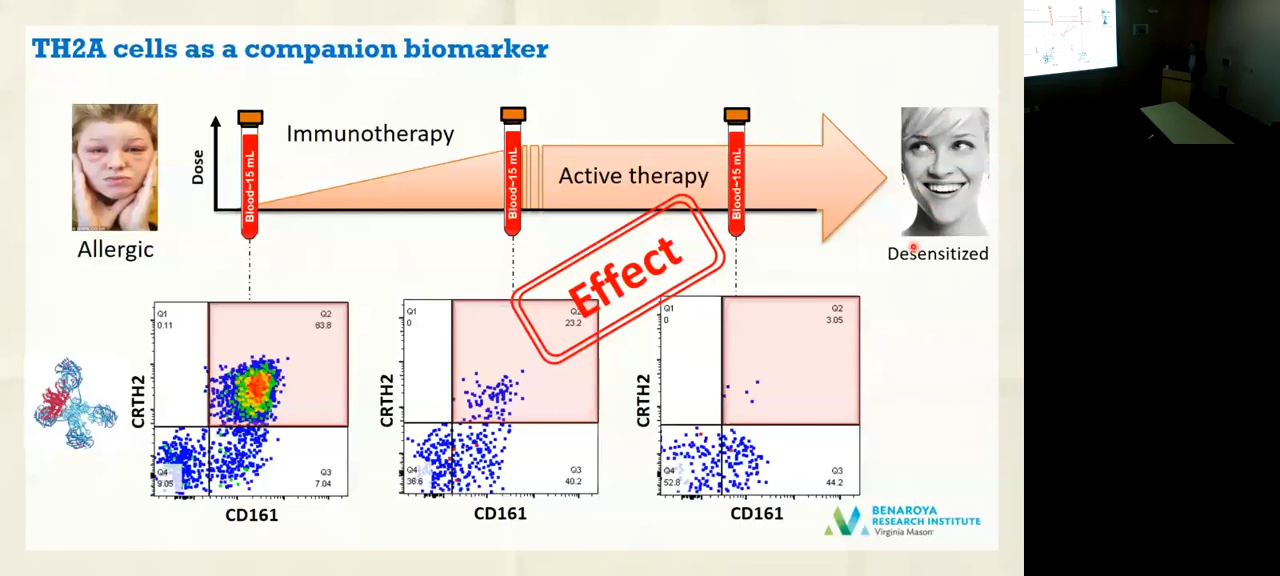 TH2A cells as a companion biomarker
Immunotherapy
Dose
Blood~15 mL
Blood~15 mL
Active therapy
Blood~15 mL
Allergic
Desensitized
Effect
Q1
0.11
Q2
63.8
Q4
9.05
Q3
7.04
CRTH2
CD161
Q1
0
Q2
23.2
Q4
36.6
Q3
40.2
CRTH2
CD161
Q1
0
Q2
3.05
Q4
52.8
Q3
44.2
CRTH2
CD161
BENAROYA
RESEARCH INSTITUTE
Virginia Mason